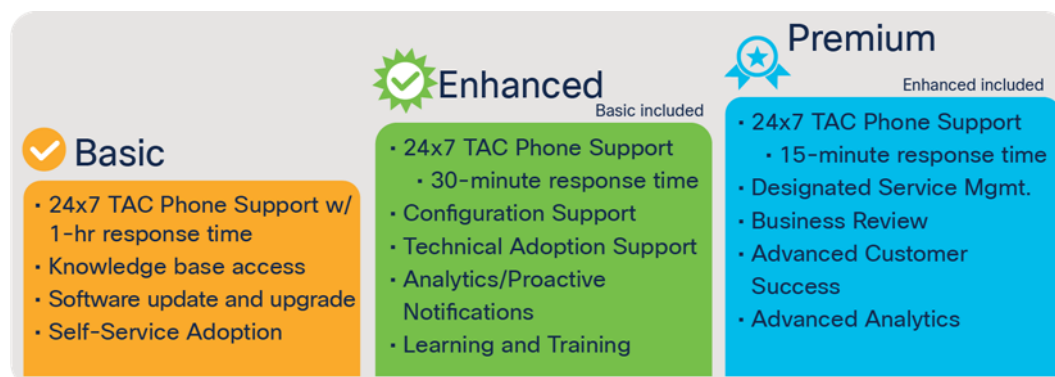 Basic
· 24x7 TAC Phone Support w/
1-hr response time
· Knowledge base access
· Software update and upgrade
· Self-Service Adoption
Enhanced
Basic included
· 24x7 TAC Phone Support
· 30-minute response time
· Configuration Support
· Technical Adoption Support
· Analytics/Proactive
Notifications
· Learning and Training
Premium
Enhanced included
· 24x7 TAC Phone Support
· 15-minute response time
· Designated Service Mgmt.
· Business Review
· Advanced Customer
Success
· Advanced Analytics